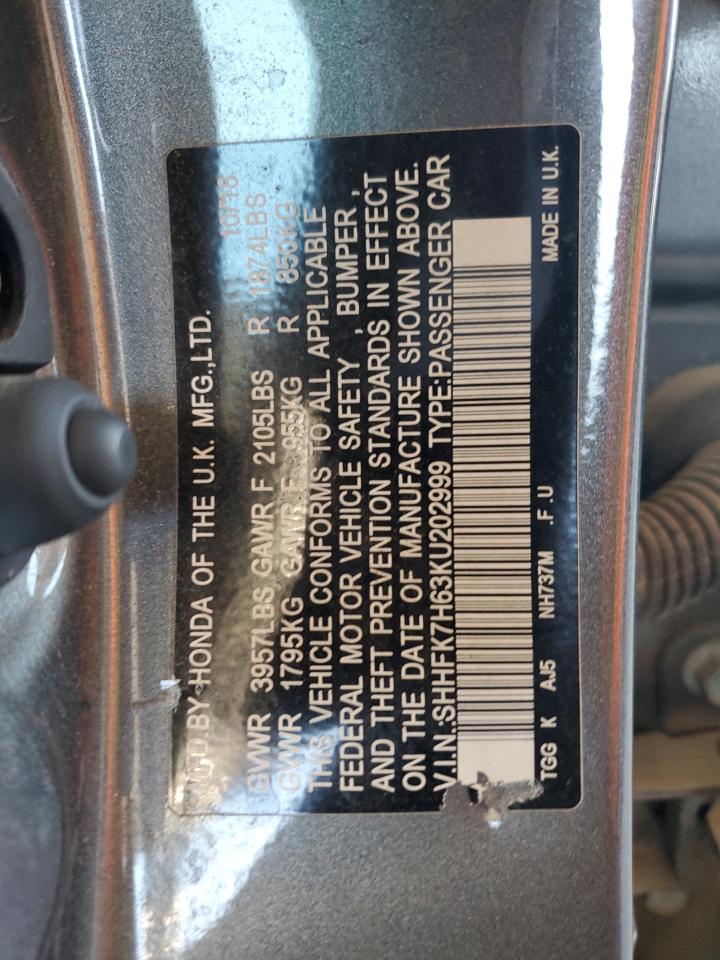 MFD.BY HONDA OF THE U.K. MFG.,LTD. 10/18
GVWR 3957LBS GAWR F 2105LBS R 1874LBS
GVWR 1795KG GAWR F 955KG R 850KG
THIS VEHICLE CONFORMS TO ALL APPLICABLE
FEDERAL MOTOR VEHICLE SAFETY , BUMPER ,
AND THEFT PREVENTION STANDARDS IN EFFECT
ON THE DATE OF MANUFACTURE SHOWN ABOVE.
V.I.N.:SHHFK7H63KU202999 TYPE:PASSENGER CAR
TGG K AJ5 NH737M .F.U MADE IN U.K.